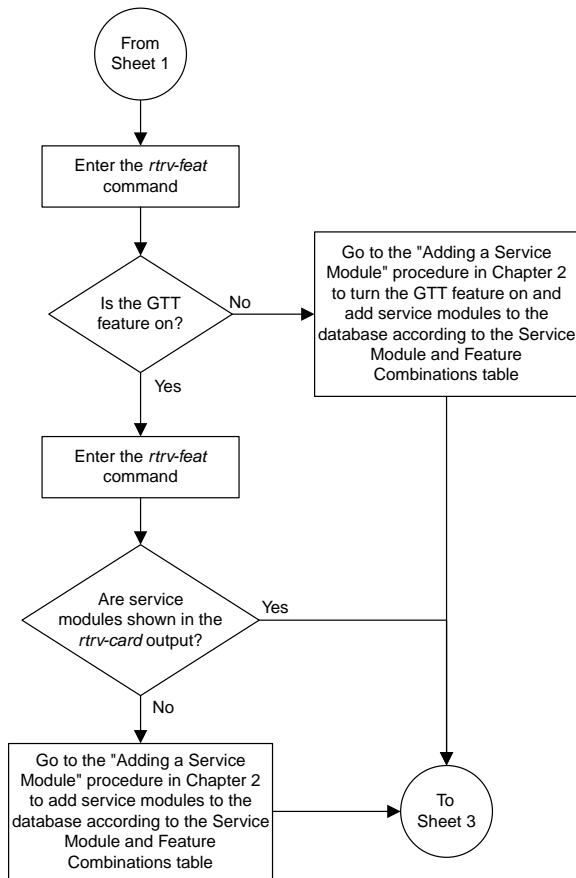 From
Sheet 1
Enter the rtrv-feat
command
Is the GTT
feature on?
No
Go to the "Adding a Service
Module" procedure in Chapter 2
to turn the GTT feature on and
add service modules to the
database according to the Service
Module and Feature
Combinations table
Yes
Enter the rtrv-feat
command
Are service
modules shown in the
rtrv-card output?
Yes
No
Go to the "Adding a Service
Module" procedure in Chapter 2
to add service modules to the
database according to the Service
Module and Feature
Combinations table
To
Sheet 3